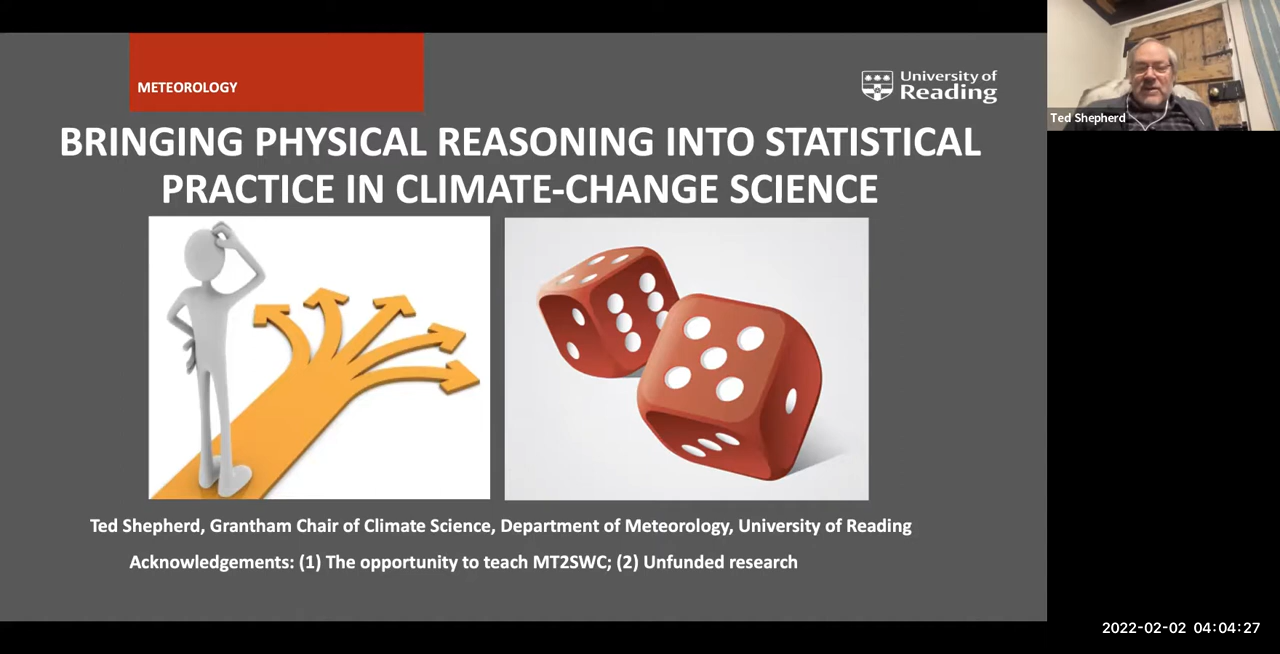 METEOROLOGY
University of
Reading
BRINGING PHYSICAL REASONING INTO STATISTICAL
PRACTICE IN CLIMATE-CHANGE SCIENCE
Ted Shepherd, Grantham Chair of Climate Science, Department of Meteorology, University of Reading
Acknowledgements: (1) The opportunity to teach MT2SWC; (2) Unfunded research
Ted Shepherd
2022-02-02 04:04:27